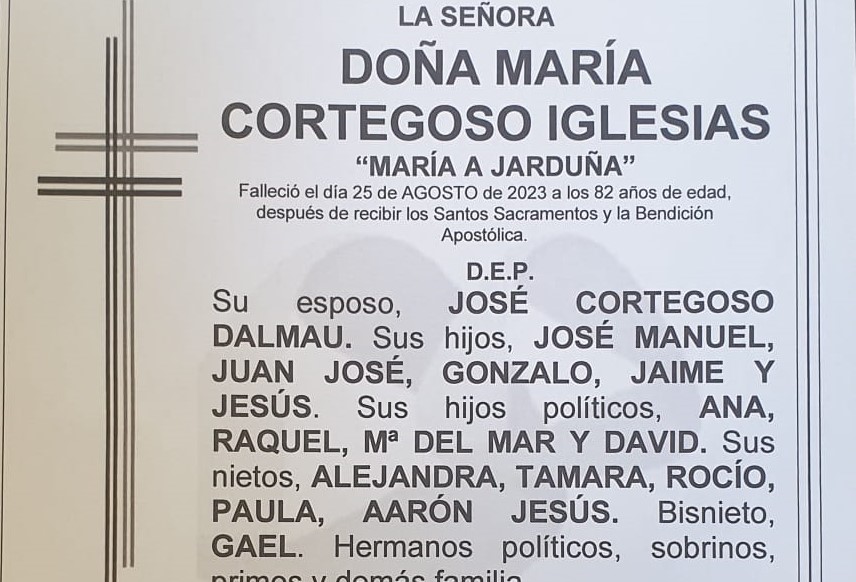 LA SEÑORA
DOÑA MARÍA
CORTEGOSO IGLESIAS
“MARÍA A JARDUÑA”
Falleció el día 25 de AGOSTO de 2023 a los 82 años de edad,
después de recibir los Santos Sacramentos y la Bendición
Apostólica.
D.E.P.
Su esposo, JOSÉ CORTEGOSO
DALMAU. Sus hijos, JOSÉ MANUEL,
JUAN JOSÉ, GONZALO, JAIME Y
JESÚS. Sus hijos políticos, ANA,
RAQUEL, Mª DEL MAR Y DAVID. Sus
nietos, ALEJANDRA, TAMARA, ROCÍO,
PAULA, AARÓN JESÚS. Bisnieto,
GAEL. Hermanos políticos, sobrinos,
primos y demás familia